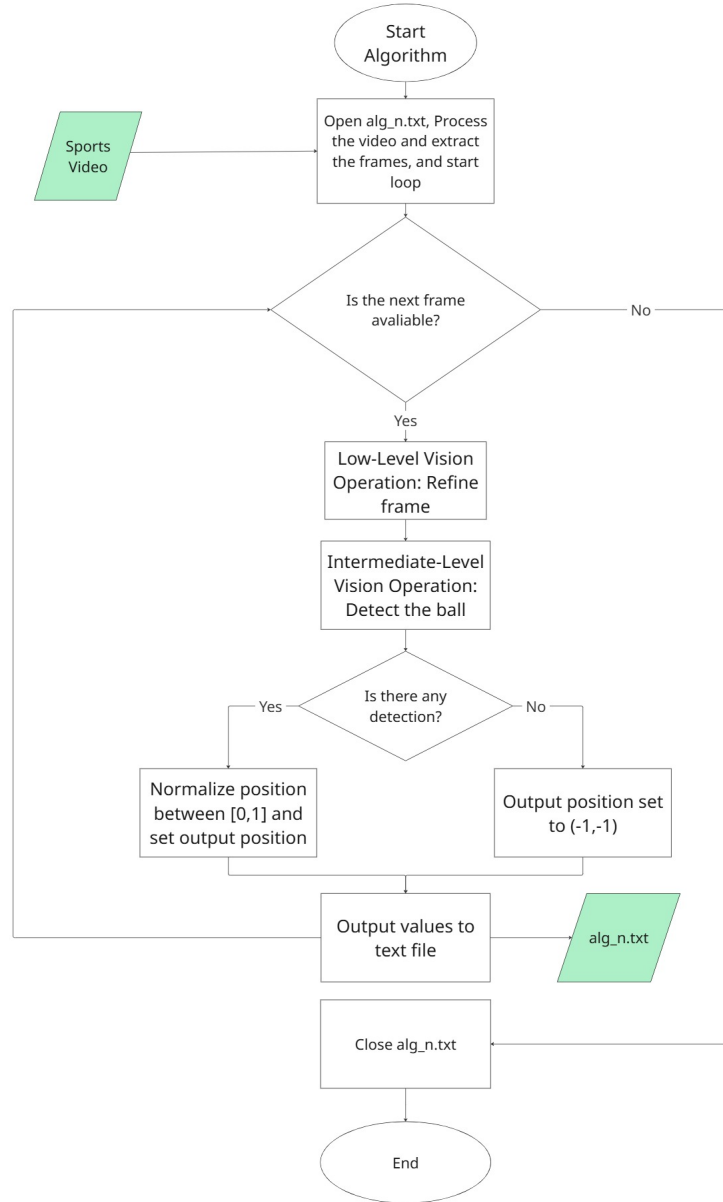 Start
Algorithm
Open alg_n.txt, Process
the video and extract
the frames, and start
loop
Sports
Video
Is the next frame
avaliable?
No
Yes
Low-Level Vision
Operation: Refine
frame
Intermediate-Level
Vision Operation:
Detect the ball
Is there any
detection?
Yes
No
Normalize position
between [0,1] and
set output position
Output position set
to (-1,-1)
Output values to
text file
alg_n.txt
Close alg_n.txt
End